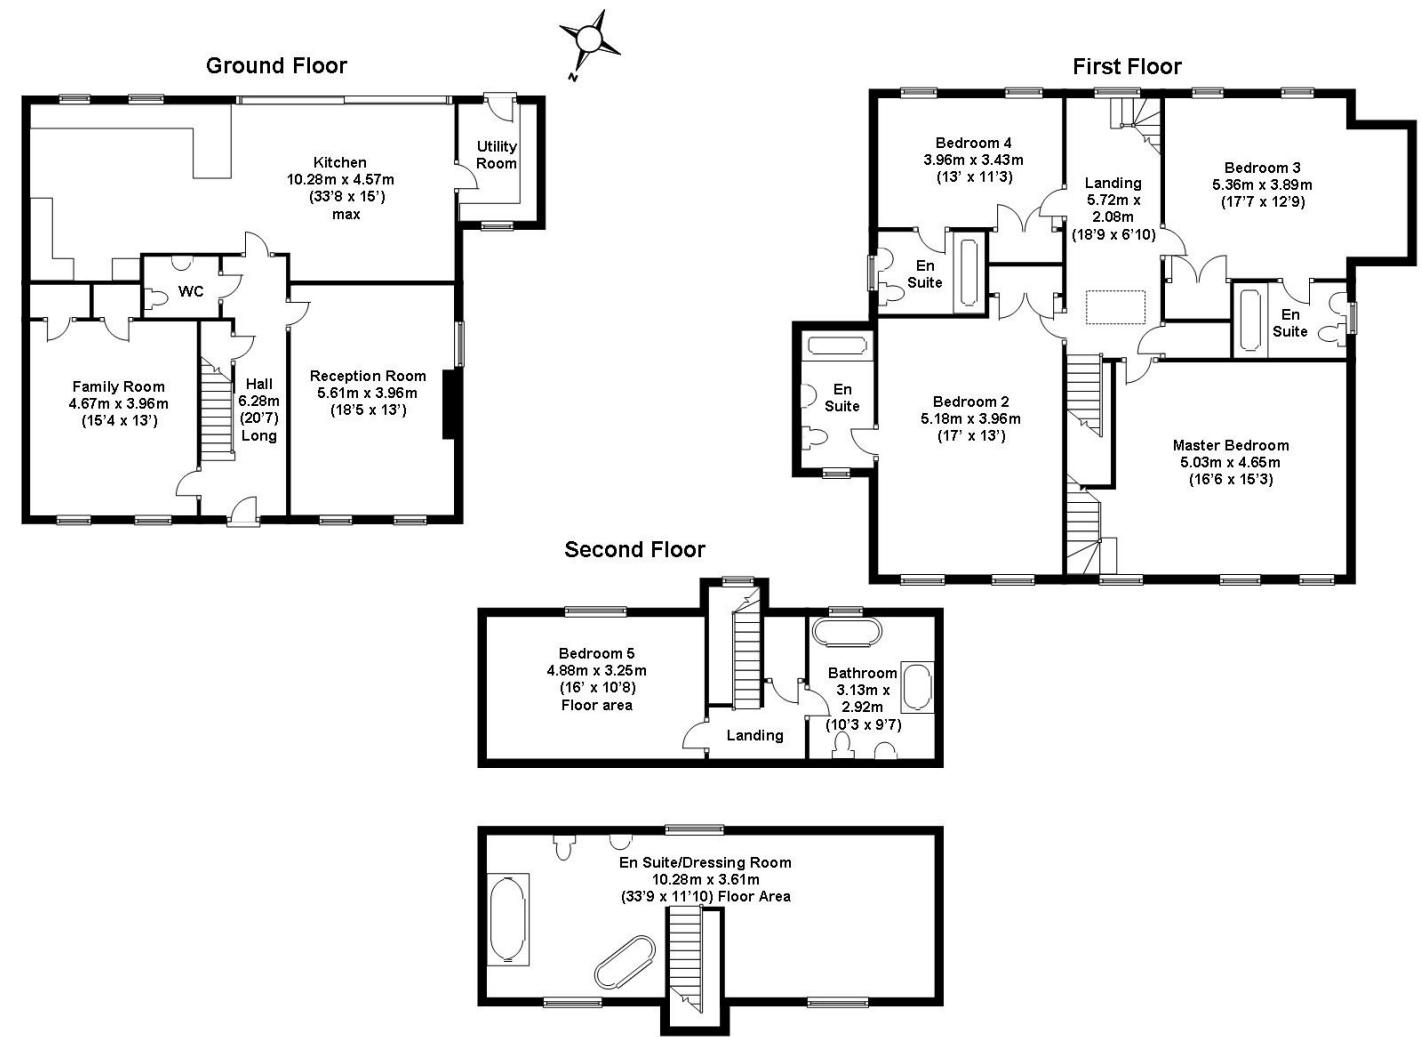 N
Ground Floor
Kitchen
10.28m x 4.57m
(33'8 x 15')
max
Utility
Room
WC
Family Room
4.67m x 3.96m
(15'4 x 13')
Hall
6.28m
(20'7)
Long
Reception Room
5.61m x 3.96m
(18'5 x 13')
First Floor
Bedroom 4
3.96m x 3.43m
(13' x 11'3)
Landing
5.72m x
2.08m
(18'9 x 6'10)
Bedroom 3
5.36m x 3.89m
(17'7 x 12'9)
En
Suite
En
Suite
En
Suite
Bedroom 2
5.18m x 3.96m
(17' x 13')
Master Bedroom
5.03m x 4.65m
(16'6 x 15'3)
Second Floor
Bedroom 5
4.88m x 3.25m
(16' x 10'8)
Floor area
Landing
Bathroom
3.13m x
2.92m
(10'3 x 9'7)
En Suite/Dressing Room
10.28m x 3.61m
(33'9 x 11'10) Floor Area